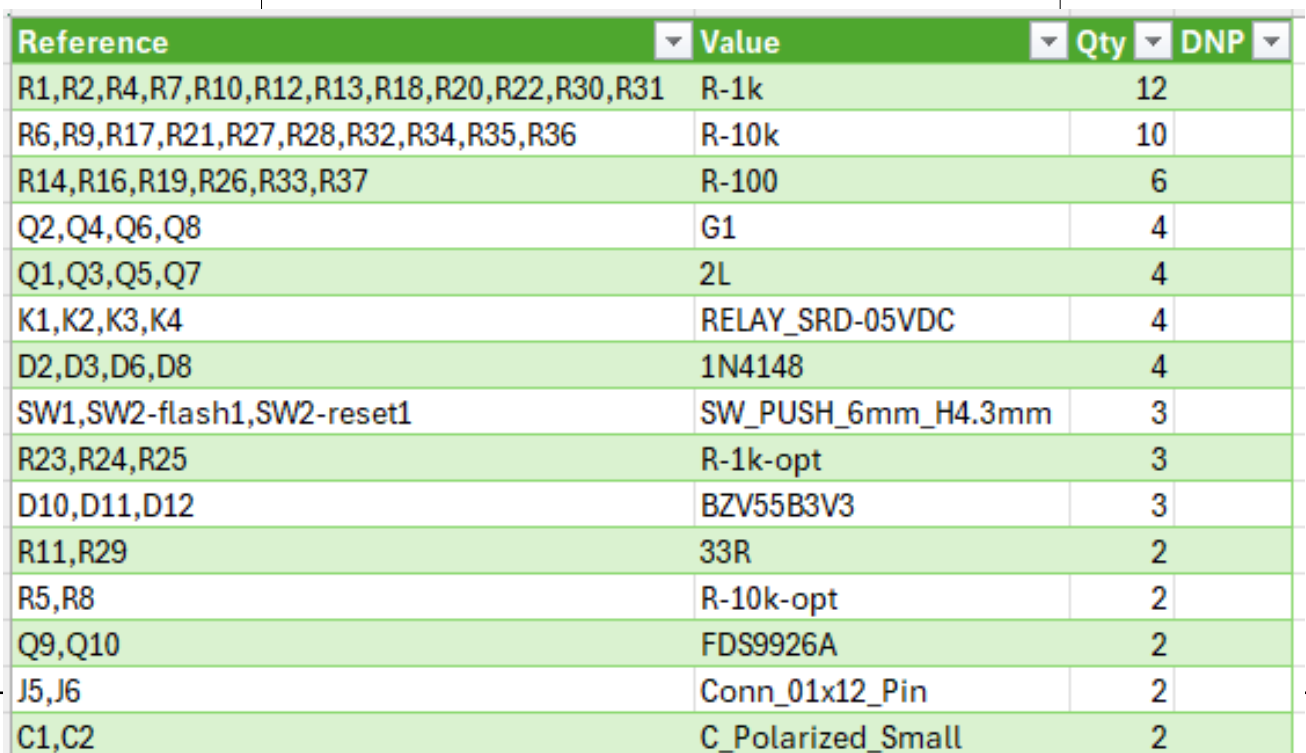 Reference Value Qty DNP
R1,R2,R4,R7,R10,R12,R13,R18,R20,R22,R30,R31 R-1k 12
R6,R9,R17,R21,R27,R28,R32,R34,R35,R36 R-10k 10
R14,R16,R19,R26,R33,R37 R-100 6
Q2,Q4,Q6,Q8 G1 4
Q1,Q3,Q5,Q7 2L 4
K1,K2,K3,K4 RELAY_SRD-05VDC 4
D2,D3,D6,D8 1N4148 4
SW1,SW2-flash1,SW2-reset1 SW_PUSH_6mm_H4.3mm 3
R23,R24,R25 R-1k-opt 3
D10,D11,D12 BZV55B3V3 3
R11,R29 33R 2
R5,R8 R-10k-opt 2
Q9,Q10 FDS9926A 2
J5,J6 Conn_01x12_Pin 2
C1,C2 C_Polarized_Small 2